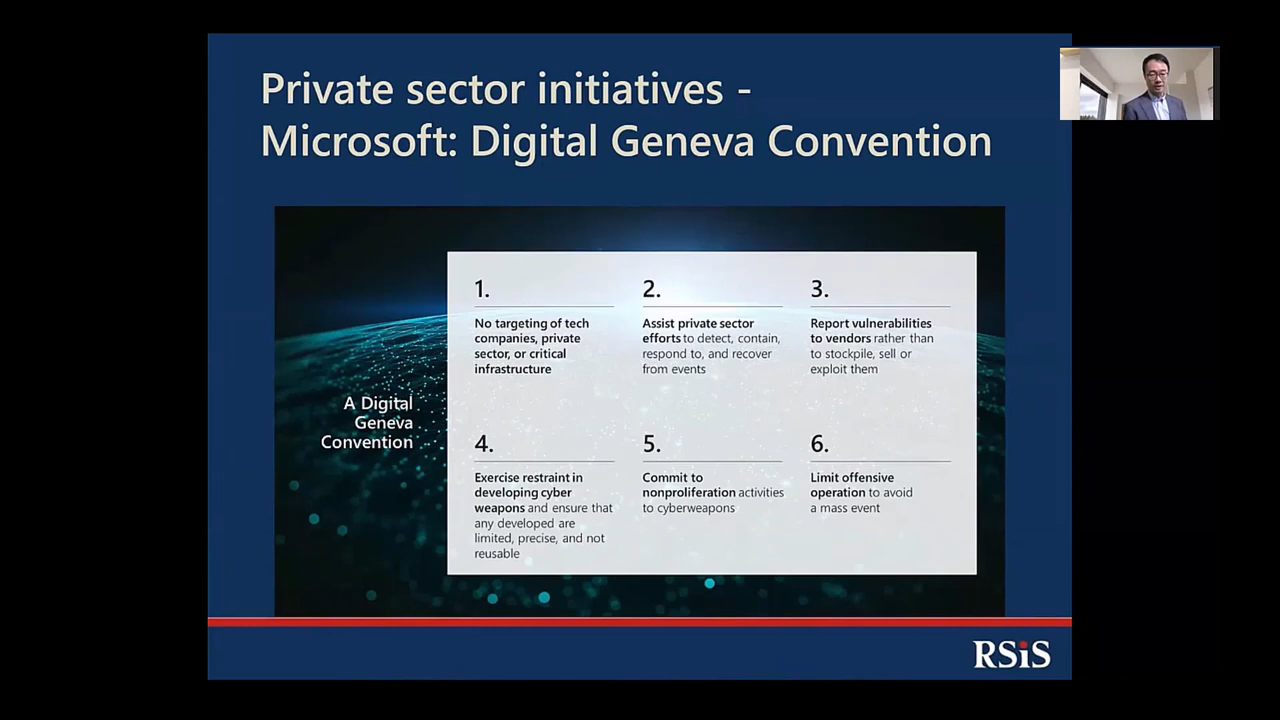 Private sector initiatives -
Microsoft: Digital Geneva Convention
A Digital
Geneva
Convention
1.
No targeting of tech
companies, private
sector, or critical
infrastructure
2.
Assist private sector
efforts to detect, contain,
respond to, and recover
from events
3.
Report vulnerabilities
to vendors rather than
to stockpile, sell or
exploit them
4.
Exercise restraint in
developing cyber
weapons and ensure that
any developed are
limited, precise, and not
reusable
5.
Commit to
nonproliferation activities
to cyberweapons
6.
Limit offensive
operation to avoid
a mass event
RSiS